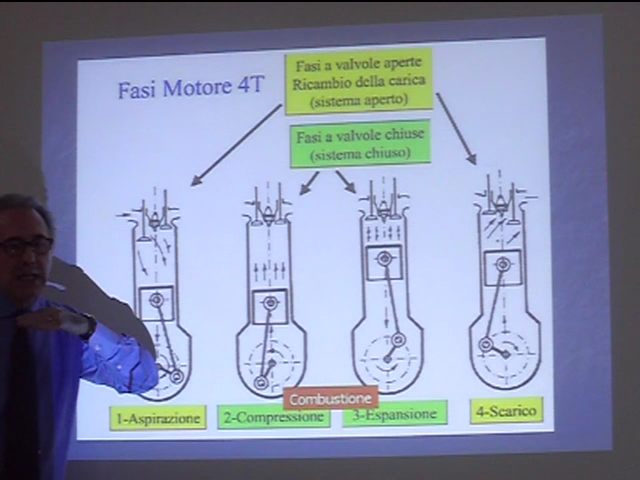 Fasi Motore 4T
Fasi a valvole aperte
Ricambio della carica
(sistema aperto)
Fasi a valvole chiuse
(sistema chiuso)
Combustione
1-Aspirazione
2-Compressione
3-Espansione
4-Scarico